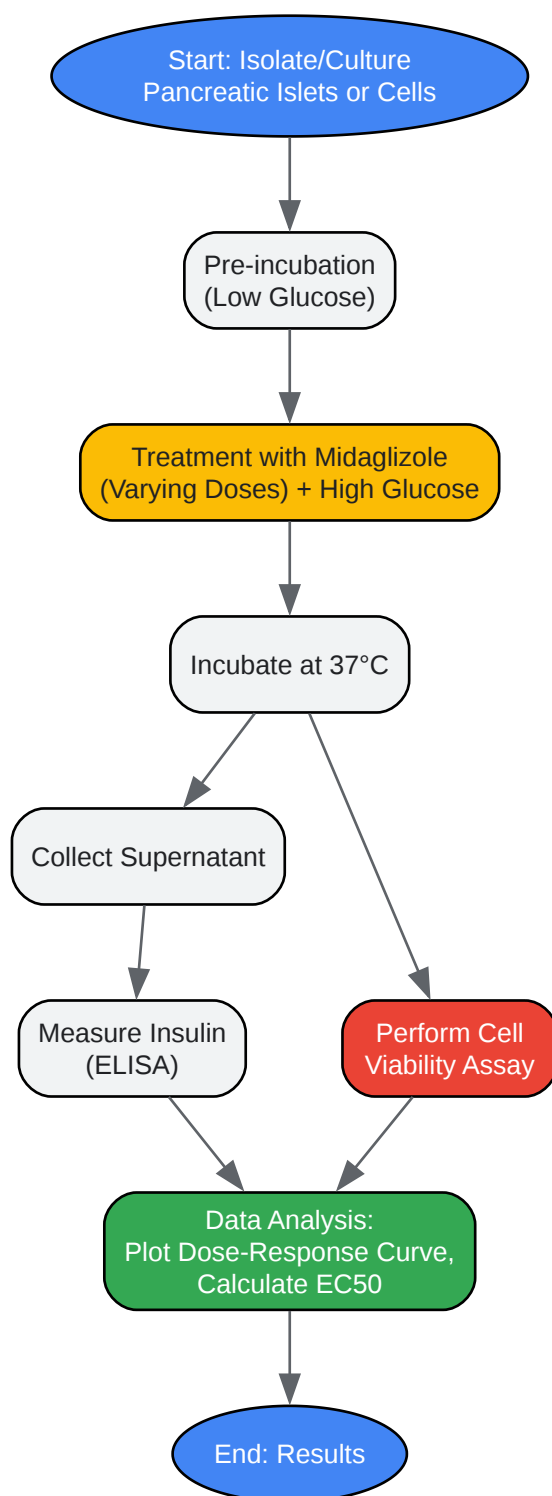 Start: Isolate/Culture
Pancreatic Islets or Cells
Pre-incubation
(Low Glucose)
Treatment with Midaglizole
(Varying Doses) + High Glucose
Incubate at 37°C
Collect Supernatant
Measure Insulin
(ELISA)
Perform Cell
Viability Assay
Data Analysis:
Plot Dose-Response Curve,
Calculate EC50
End: Results